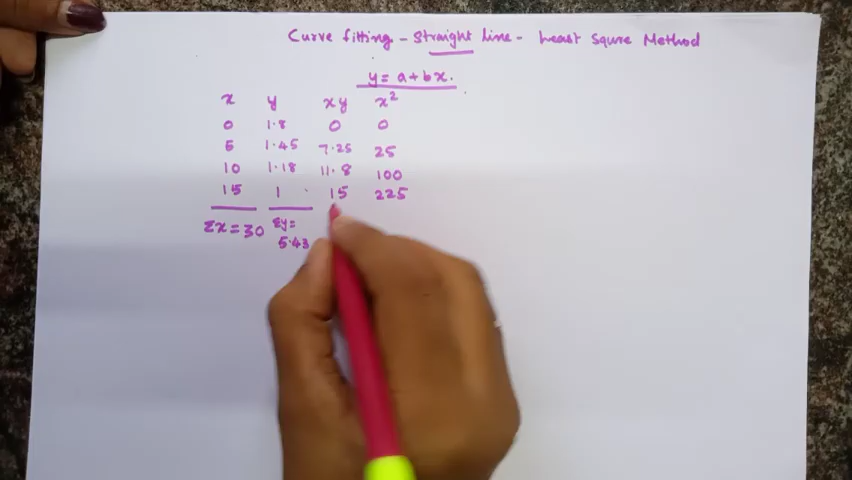 Curve fitting - Straight line - Least Squre Method
y = a + bx.
x y xy x²
0 1.8 0 0
5 1.45 7.25 25
10 1.18 11.8 100
15 1 15 225
Σx = 30 Σy =
5.43